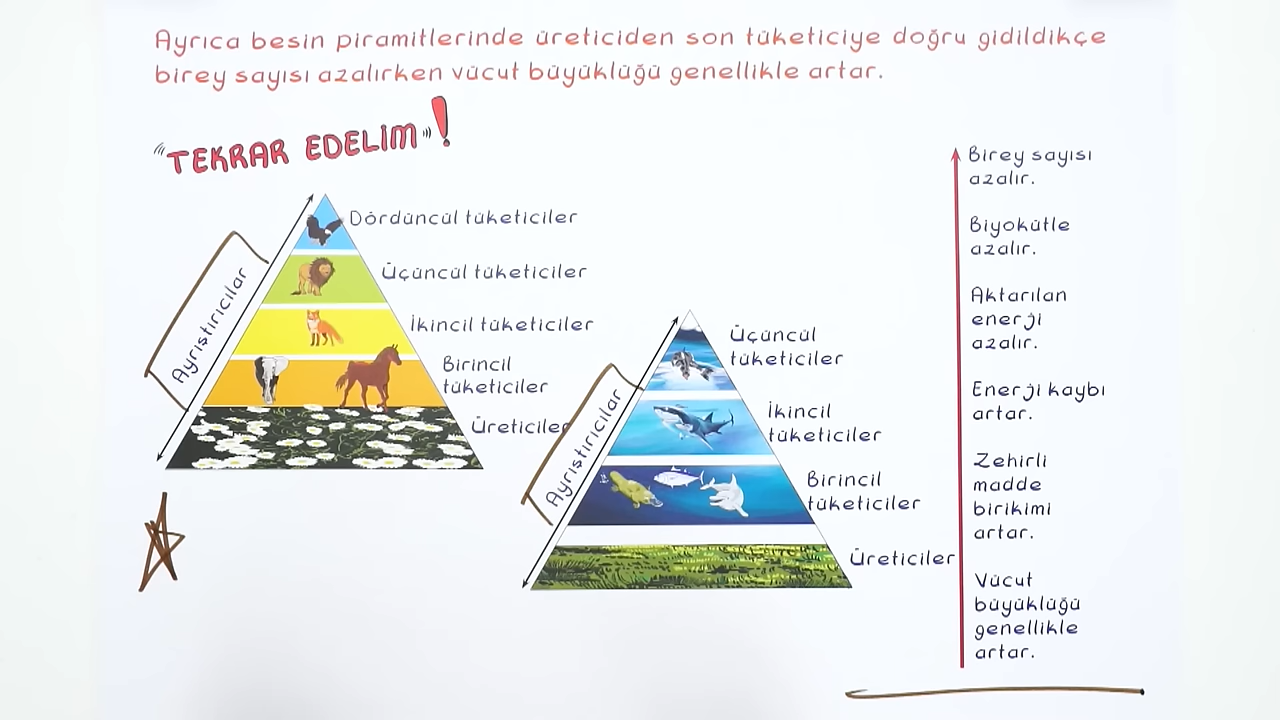 Ayrıca besin piramitlerinde üreticiden son tüketiciye doğru gidildikçe
birey sayısı azalırken vücut büyüklüğü genellikle artar.
"TEKRAR EDELİM"!
Dördüncül tüketiciler
Üçüncül tüketiciler
İkincil tüketiciler
Birincil
tüketiciler
Üreticiler
Ayrıştırıcılar
Üçüncül
tüketiciler
İkincil
tüketiciler
Birincil
tüketiciler
Üreticiler
Ayrıştırıcılar
Birey sayısı
azalır.
Biyokütle
azalır.
Aktarılan
enerji
azalır.
Enerji kaybı
artar.
Zehirli
madde
birikimi
artar.
Vücut
büyüklüğü
genellikle
artar.